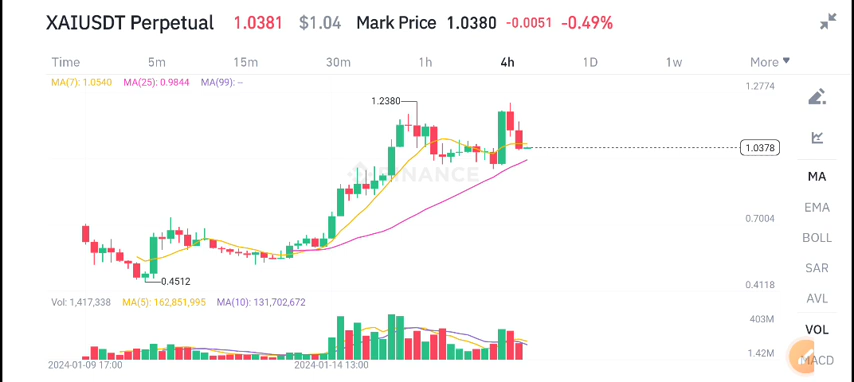 XAIUSDT Perpetual 1.0381 $1.04 Mark Price 1.0380 -0.0051 -0.49%
Time 5m 15m 30m 1h 4h 1D 1w More
MA(7): 1.0540 MA(25): 0.9844 MA(99): --
1.2774
1.2380
1.0378
BINANCE
MA
EMA
0.7004
BOLL
SAR
0.4512
0.4118
AVL
Vol: 1,417,338 MA(5): 162,851,995 MA(10): 131,702,672
403M
VOL
1.42M
MACD
2024-01-09 17:00 2024-01-14 13:00